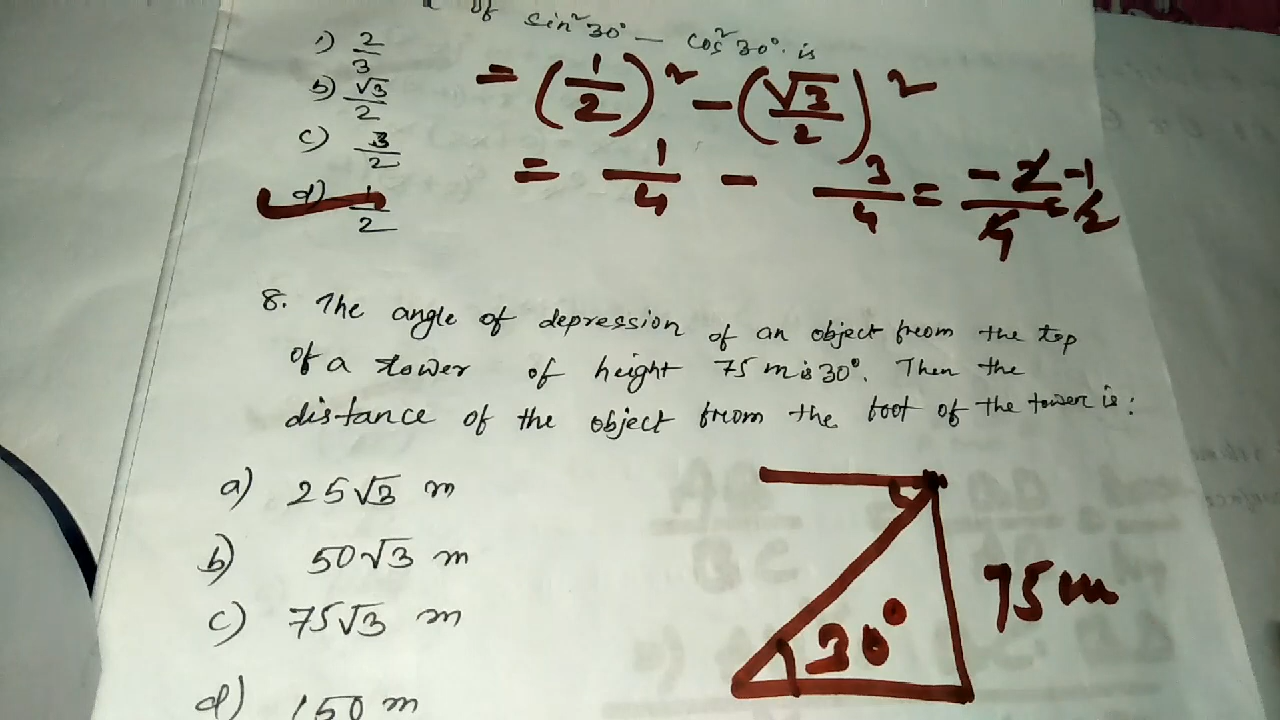 of sin²30° – cos²30° is
1) 2/3
b) √3/2
c) 3/2
d) 1/2
= (1/2)² – (√3/2)²
= 1/4 – 3/4 = -2/4 = -1/2
8. The angle of depression of an object from the top
of a tower of height 75 m is 30°. Then the
distance of the object from the foot of the tower is:
a) 25√3 m
b) 50√3 m
c) 75√3 m
d) 150 m
30°
75 m